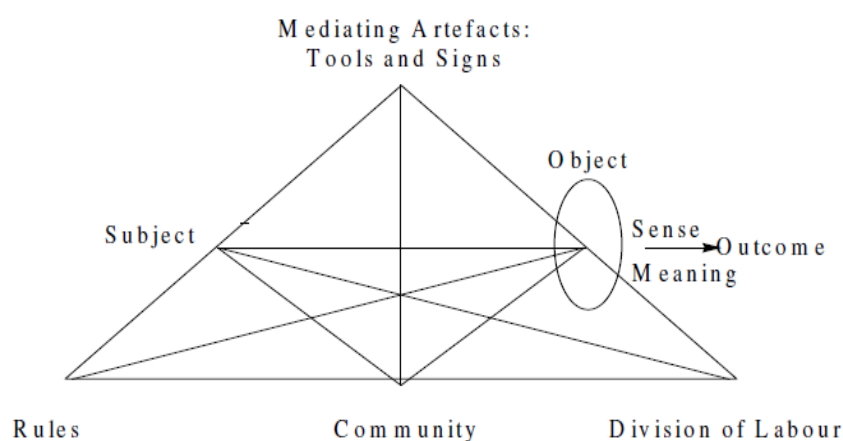 Mediating Artefacts:
Tools and Signs
Object
Subject
Sense
Outcome
Meaning
Rules
Community
Division of Labour